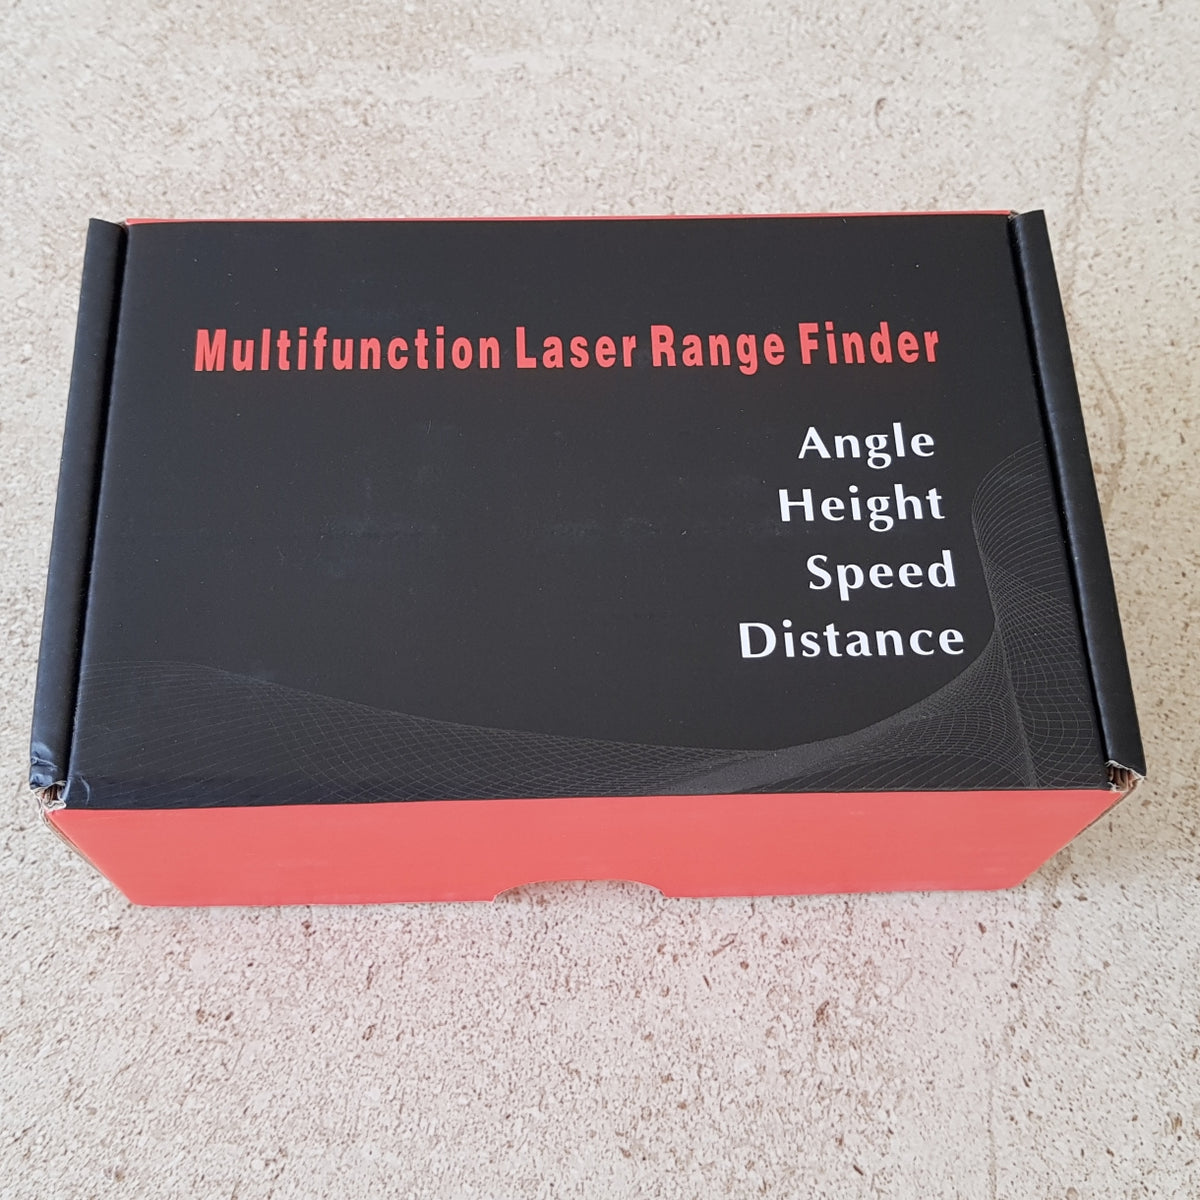 Multifunction Laser Range Finder
Angle
Height
Speed
Distance